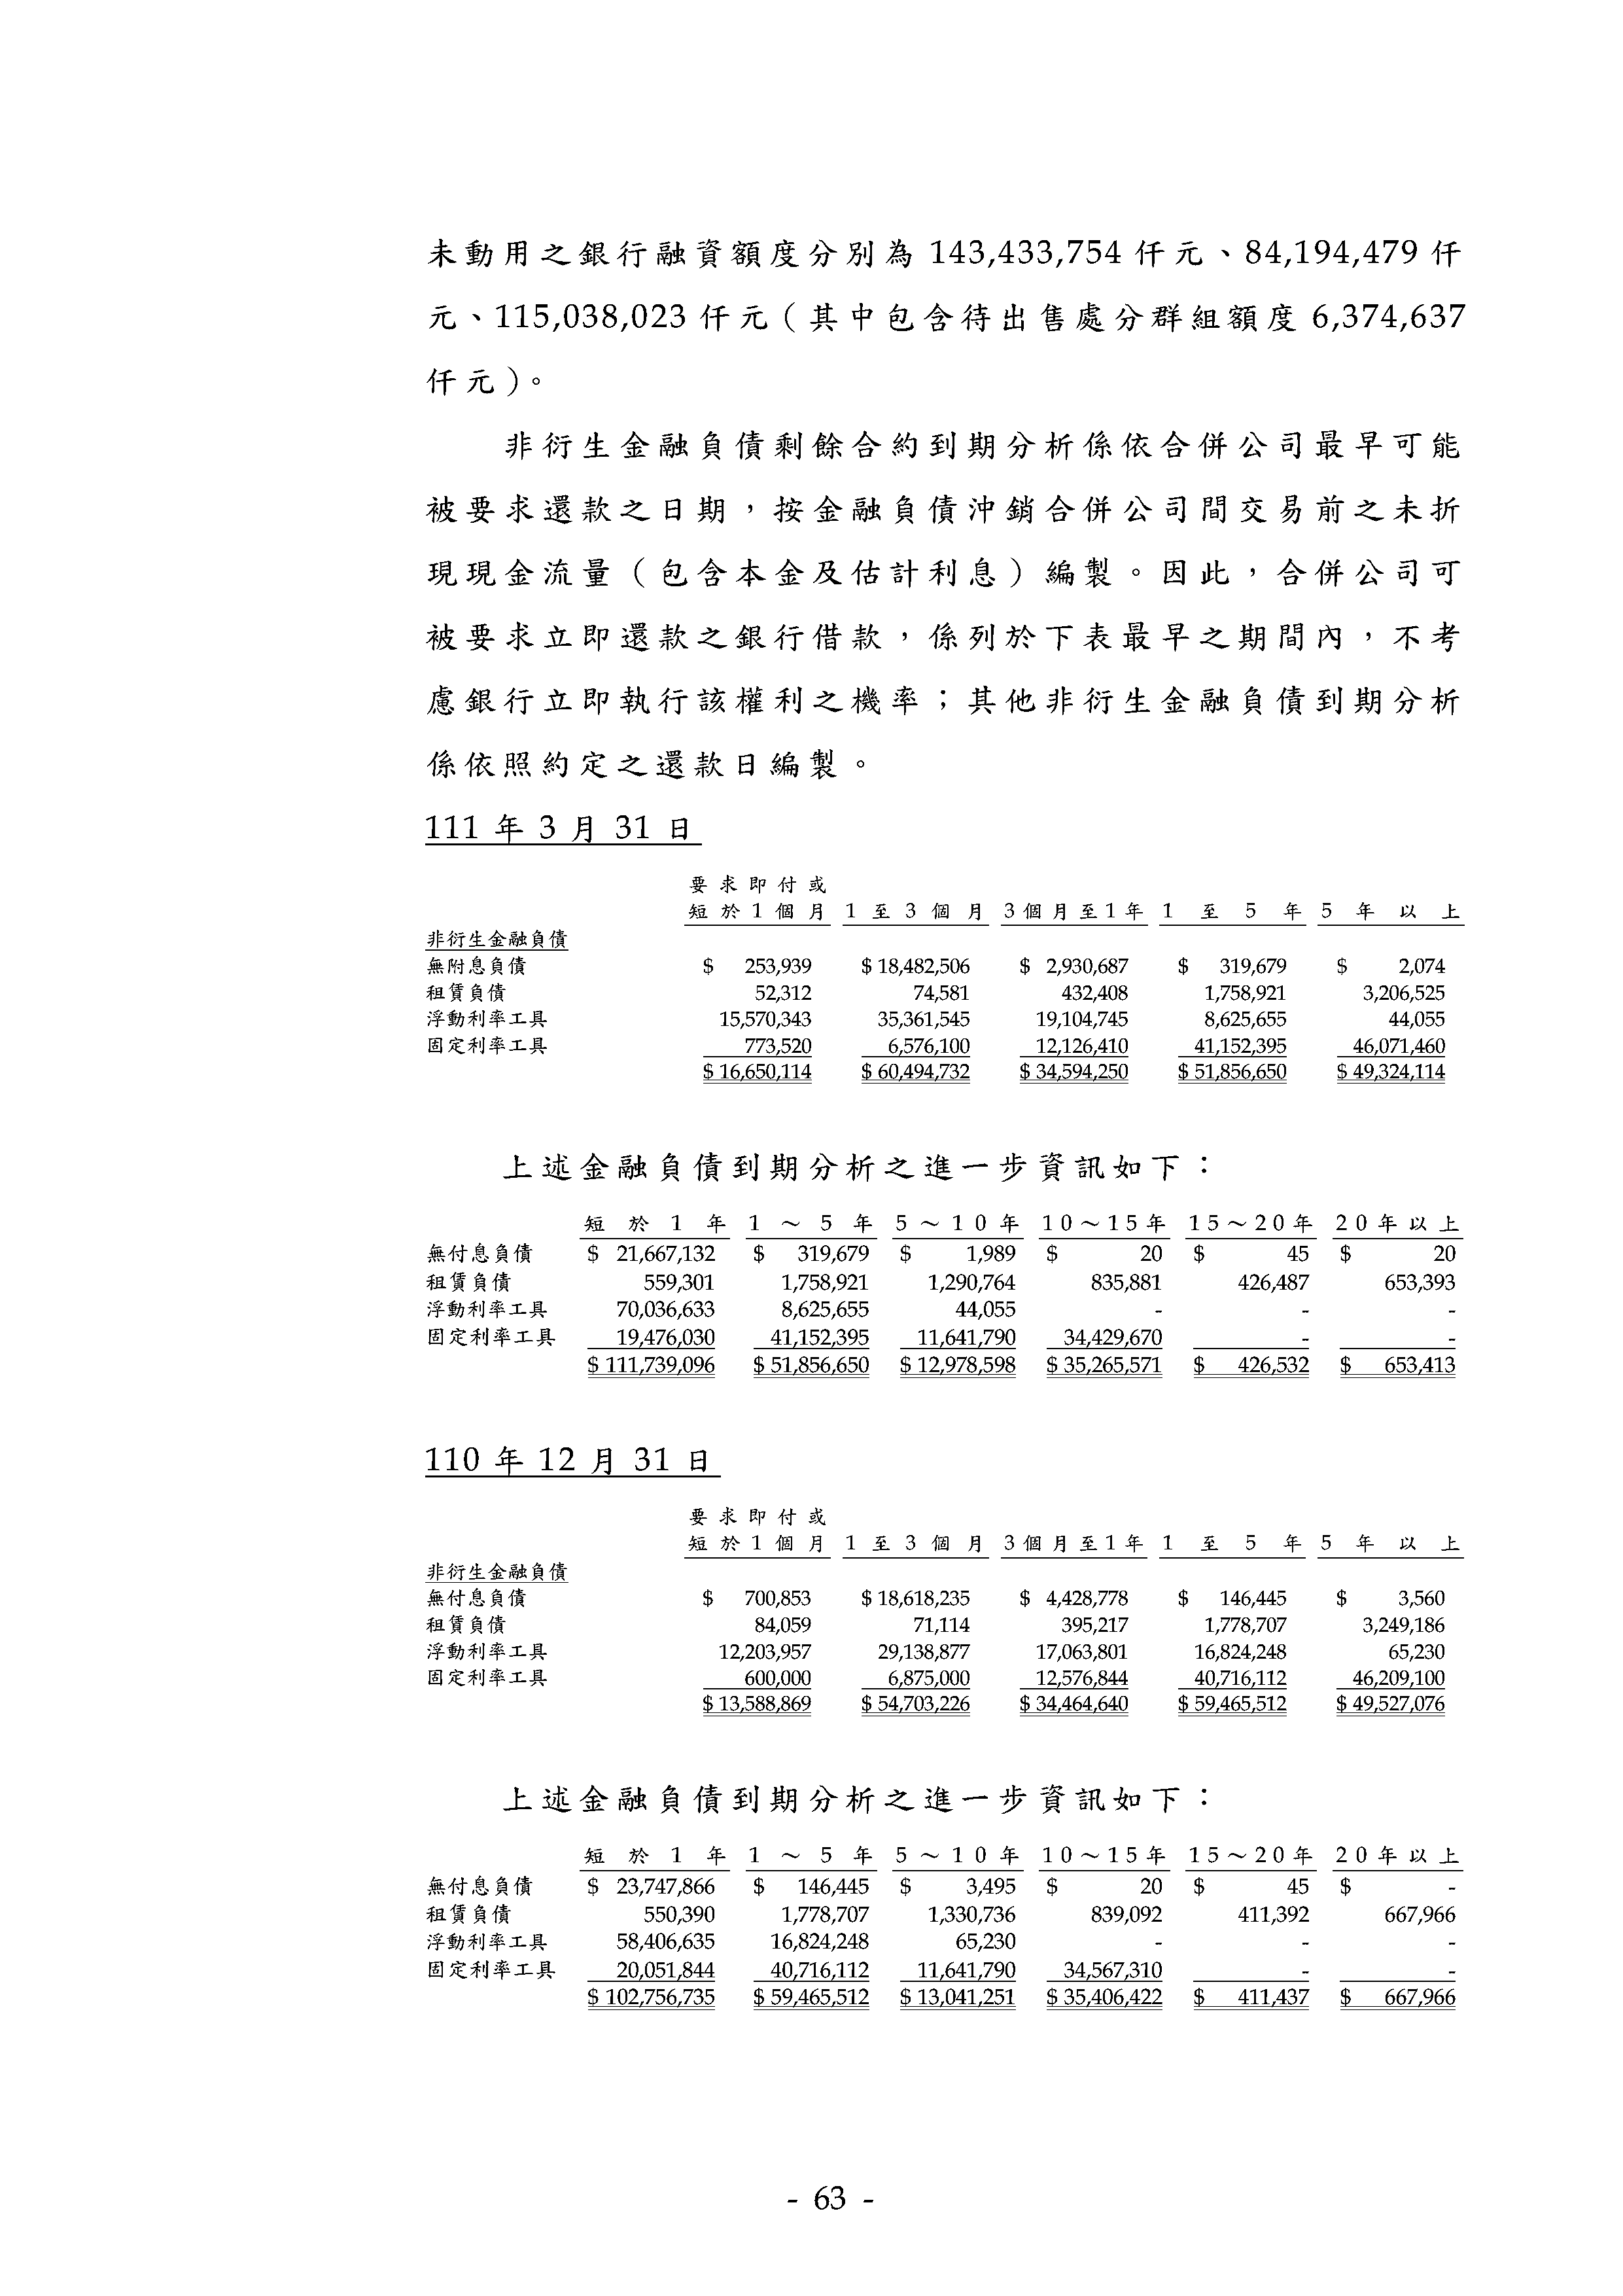 未動用之銀行融資額度分別為 143,433,754 仟元、84,194,479 仟
元、115,038,023 仟元（其中包含待出售處分群組額度 6,374,637
仟元）。
非衍生金融負債剩餘合約到期分析係依合併公司最早可能
被要求還款之日期，按金融負債沖銷合併公司間交易前之未折
現現金流量（包含本金及估計利息）編製。因此，合併公司可
被要求立即還款之銀行借款，係列於下表最早之期間內，不考
慮銀行立即執行該權利之機率；其他非衍生金融負債到期分析
係依照約定之還款日編製。
111 年 3 月 31 日
要求即付或
短於1個月 1至3個月 3個月至1年 1至5年 5年以上
非衍生金融負債
無附息負債 $ 253,939 $ 18,482,506 $ 2,930,687 $ 319,679 $ 2,074
租賃負債 52,312 74,581 432,408 1,758,921 3,206,525
浮動利率工具 15,570,343 35,361,545 19,104,745 8,625,655 44,055
固定利率工具 773,520 6,576,100 12,126,410 41,152,395 46,071,460
$ 16,650,114 $ 60,494,732 $ 34,594,250 $ 51,856,650 $ 49,324,114
上述金融負債到期分析之進一步資訊如下：
短於1年 1～5年 5～10年 10～15年 15～20年 20年以上
無付息負債 $ 21,667,132 $ 319,679 $ 1,989 $ 20 $ 45 $ 20
租賃負債 559,301 1,758,921 1,290,764 835,881 426,487 653,393
浮動利率工具 70,036,633 8,625,655 44,055 - - -
固定利率工具 19,476,030 41,152,395 11,641,790 34,429,670 - -
$ 111,739,096 $ 51,856,650 $ 12,978,598 $ 35,265,571 $ 426,532 $ 653,413
110 年 12 月 31 日
要求即付或
短於1個月 1至3個月 3個月至1年 1至5年 5年以上
非衍生金融負債
無付息負債 $ 700,853 $ 18,618,235 $ 4,428,778 $ 146,445 $ 3,560
租賃負債 84,059 71,114 395,217 1,778,707 3,249,186
浮動利率工具 12,203,957 29,138,877 17,063,801 16,824,248 65,230
固定利率工具 600,000 6,875,000 12,576,844 40,716,112 46,209,100
$ 13,588,869 $ 54,703,226 $ 34,464,640 $ 59,465,512 $ 49,527,076
上述金融負債到期分析之進一步資訊如下：
短於1年 1～5年 5～10年 10～15年 15～20年 20年以上
無付息負債 $ 23,747,866 $ 146,445 $ 3,495 $ 20 $ 45 $ -
租賃負債 550,390 1,778,707 1,330,736 839,092 411,392 667,966
浮動利率工具 58,406,635 16,824,248 65,230 - - -
固定利率工具 20,051,844 40,716,112 11,641,790 34,567,310 - -
$ 102,756,735 $ 59,465,512 $ 13,041,251 $ 35,406,422 $ 411,437 $ 667,966
- 63 -